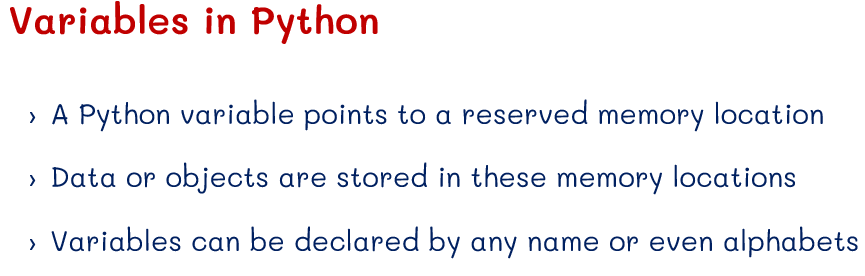 Variables in Python
› A Python variable points to a reserved memory location
› Data or objects are stored in these memory locations
› Variables can be declared by any name or even alphabets